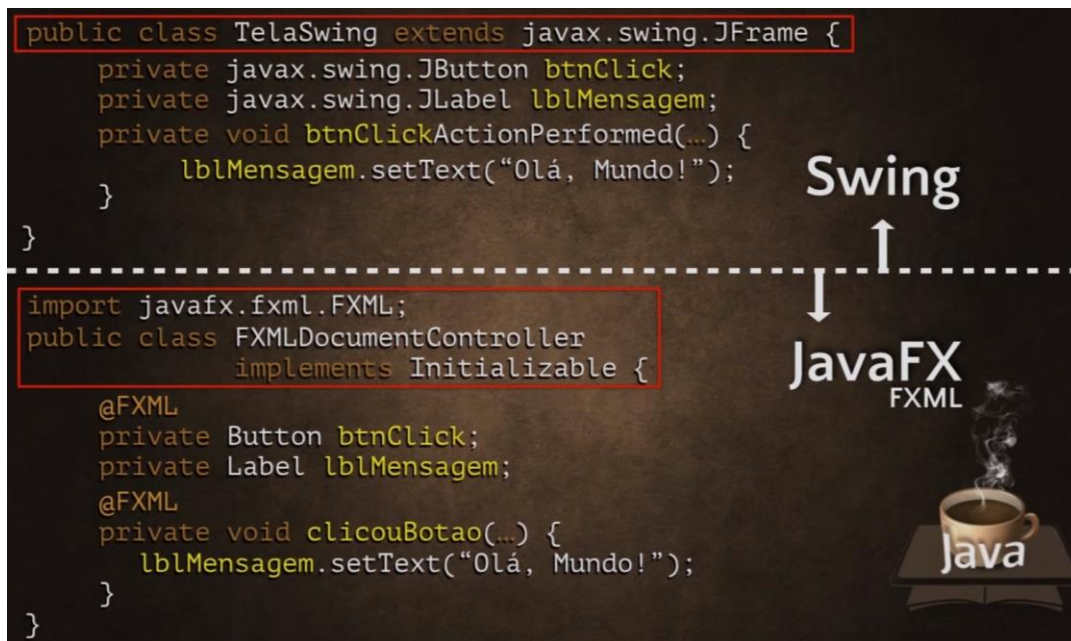 public class TelaSwing extends javax.swing.JFrame {
private javax.swing.JButton btnClick;
private javax.swing.JLabel lblMensagem;
private void btnClickActionPerformed(…) {
lblMensagem.setText(“Olá, Mundo!”);
}
}
Swing
import javafx.fxml.FXML;
public class FXMLDocumentController
implements Initializable {
@FXML
private Button btnClick;
private Label lblMensagem;
@FXML
private void clicouBotao(…) {
lblMensagem.setText(“Olá, Mundo!”);
}
}
JavaFX
FXML
Java